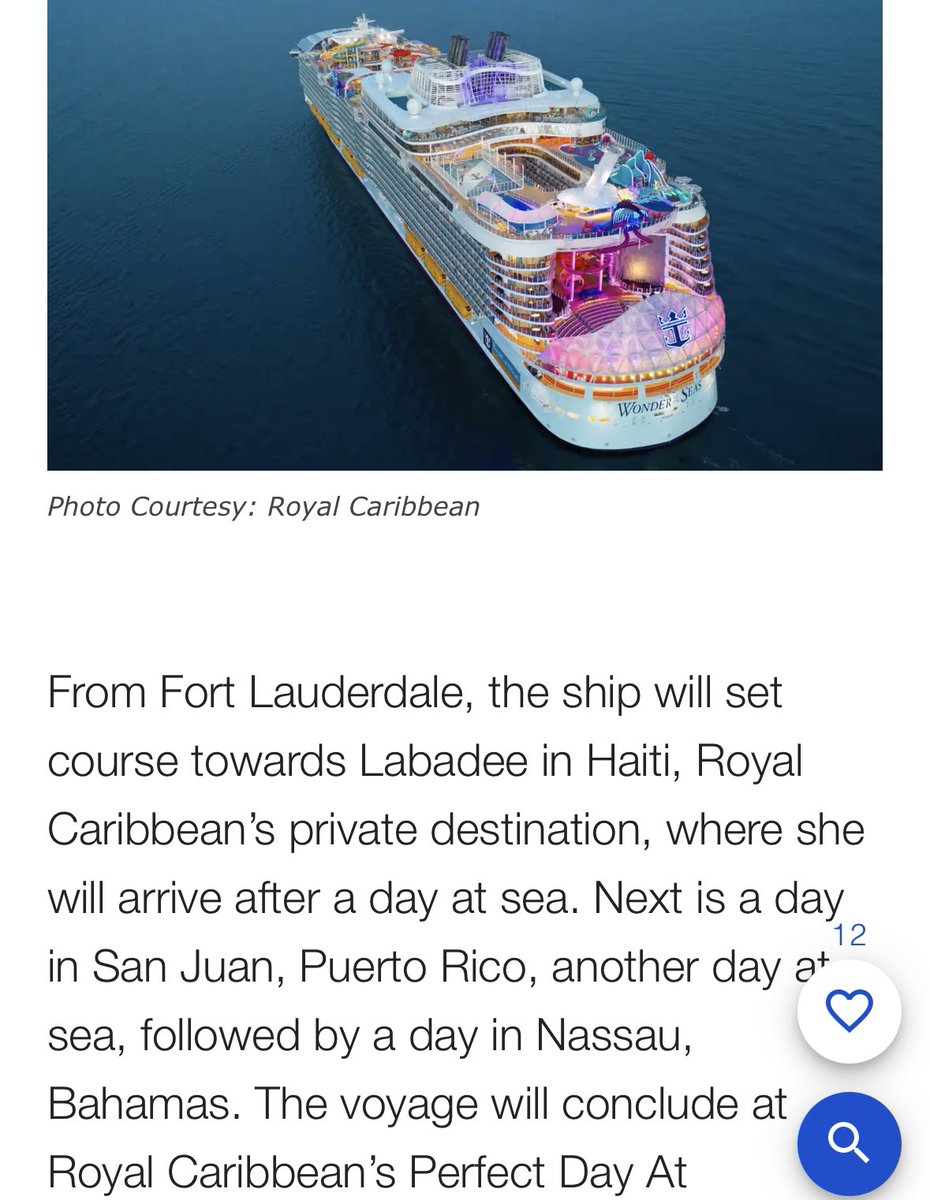 WONDER OF THE SEAS
Photo Courtesy: Royal Caribbean
From Fort Lauderdale, the ship will set
course towards Labadee in Haiti, Royal
Caribbean’s private destination, where she
will arrive after a day at sea. Next is a day
12
in San Juan, Puerto Rico, another day at
sea, followed by a day in Nassau,
Bahamas. The voyage will conclude at
Royal Caribbean’s Perfect Day At